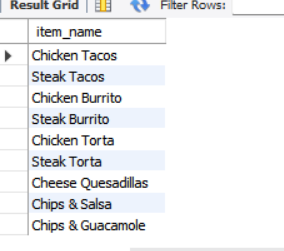 Result Grid Filter Rows:
item_name
Chicken Tacos
Steak Tacos
Chicken Burrito
Steak Burrito
Chicken Torta
Steak Torta
Cheese Quesadillas
Chips & Salsa
Chips & Guacamole